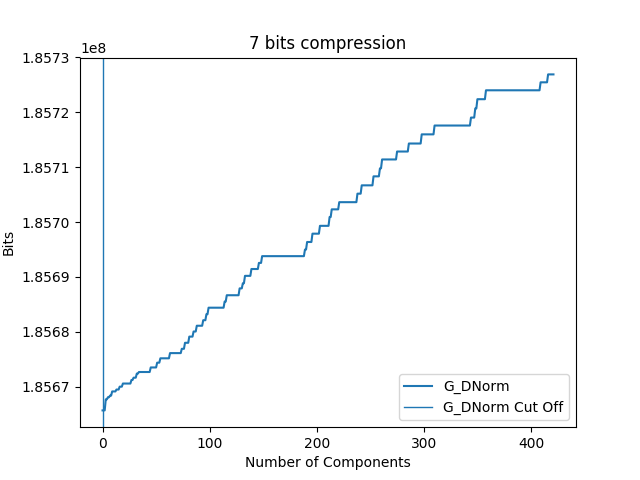 7 bits compression
1e8
1.8573
1.8572
1.8571
1.8570
1.8569
1.8568
1.8567
Bits
0 100 200 300 400
Number of Components
G_DNorm
G_DNorm Cut Off